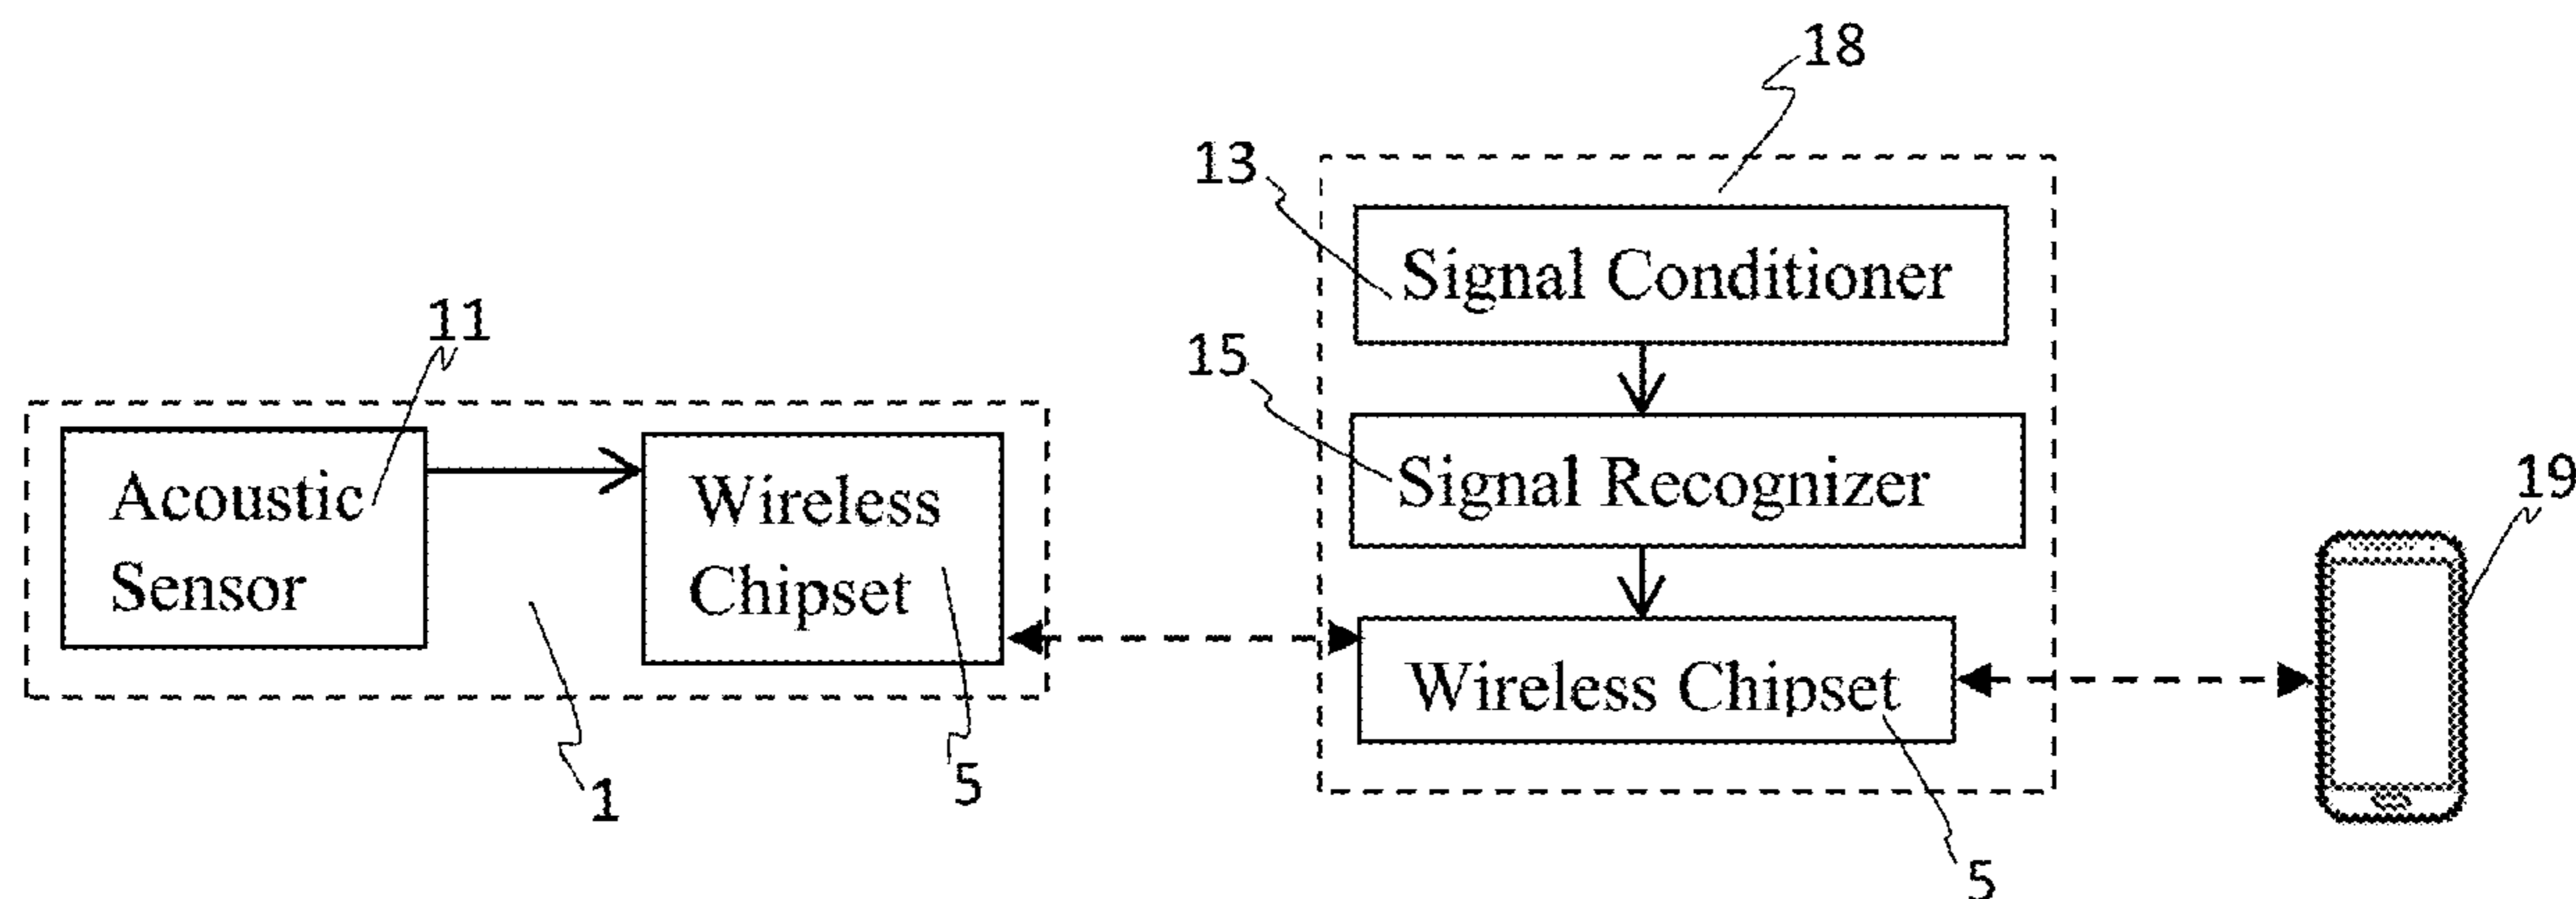 18
13
Signal Conditioner
11
15
Acoustic
Sensor
Wireless
Chipset
Signal Recognizer
19
Wireless Chipset
1
5
5